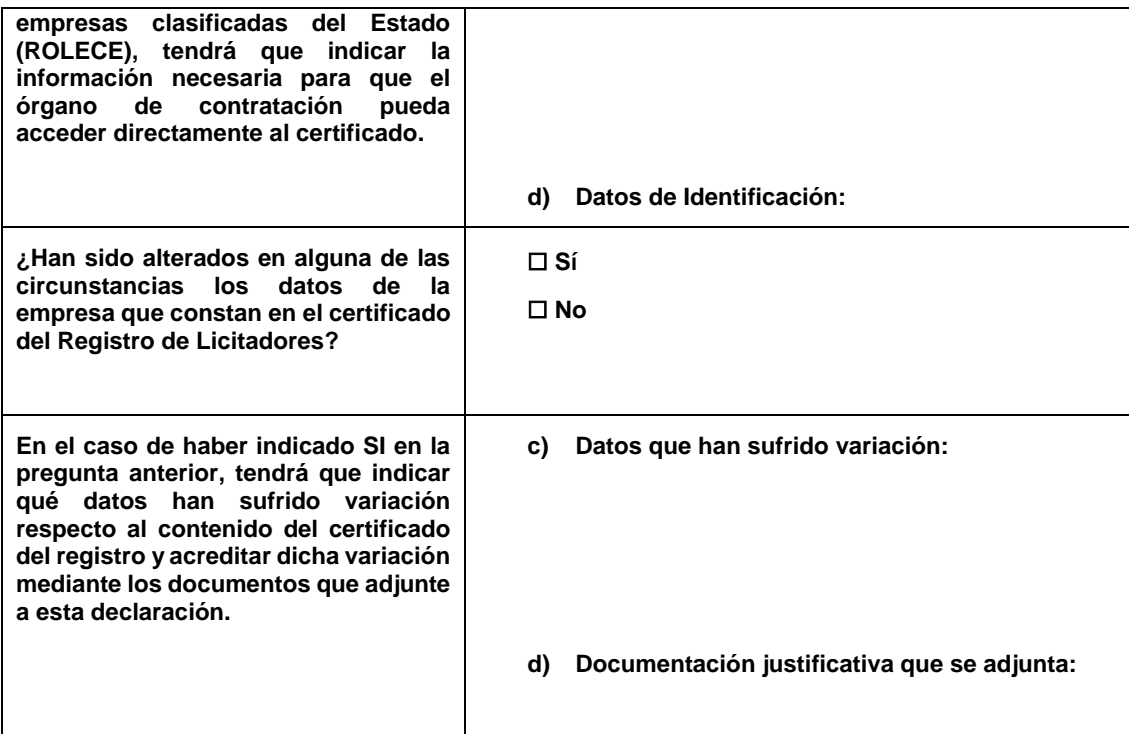 empresas clasificadas del Estado
(ROLECE), tendrá que indicar la
información necesaria para que el
órgano de contratación pueda
acceder directamente al certificado.
d) Datos de Identificación:
¿Han sido alterados en alguna de las
circunstancias los datos de la
empresa que constan en el certificado
del Registro de Licitadores?
☐ Sí
☐ No
En el caso de haber indicado SI en la
pregunta anterior, tendrá que indicar
qué datos han sufrido variación
respecto al contenido del certificado
del registro y acreditar dicha variación
mediante los documentos que adjunte
a esta declaración.
c) Datos que han sufrido variación:
d) Documentación justificativa que se adjunta: